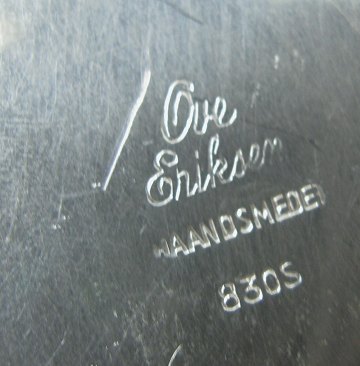 Ove
Eriksen
HAANDSMEDET
830S